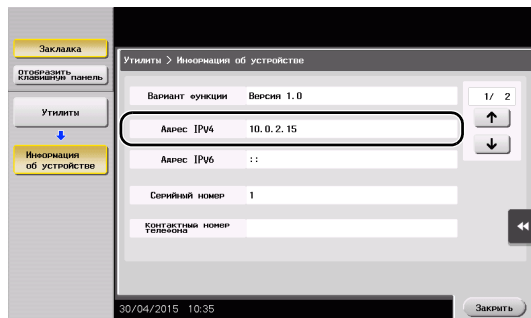 Закладка
Отобразить
клавишную панель
Утилиты
Информация
об устройстве
Утилиты > Информация об устройстве
Вариант функции Версия 1.0
1/ 2
Адрес IPV4 10.0.2.15
Адрес IPV6 ::
Серийный номер 1
Контактный номер
телефона
30/04/2015 10:35
Закрыть